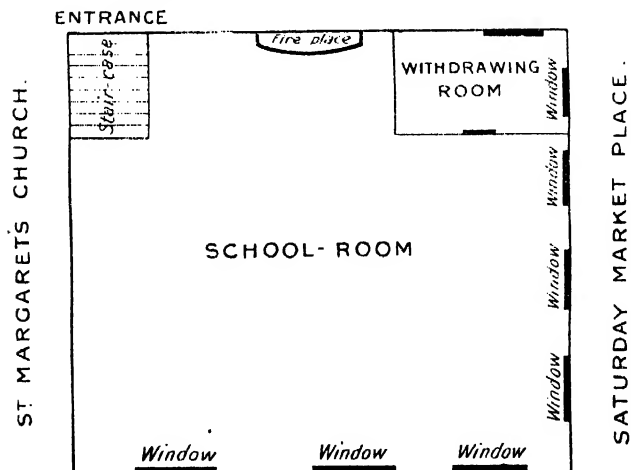 ENTRANCE
Stair-case
Fire place
WITHDRAWING
ROOM
Window
ST MARGARETS CHURCH.
SATURDAY MARKET PLACE.
Window
SCHOOL-ROOM
Window
Window
Window
Window
Window